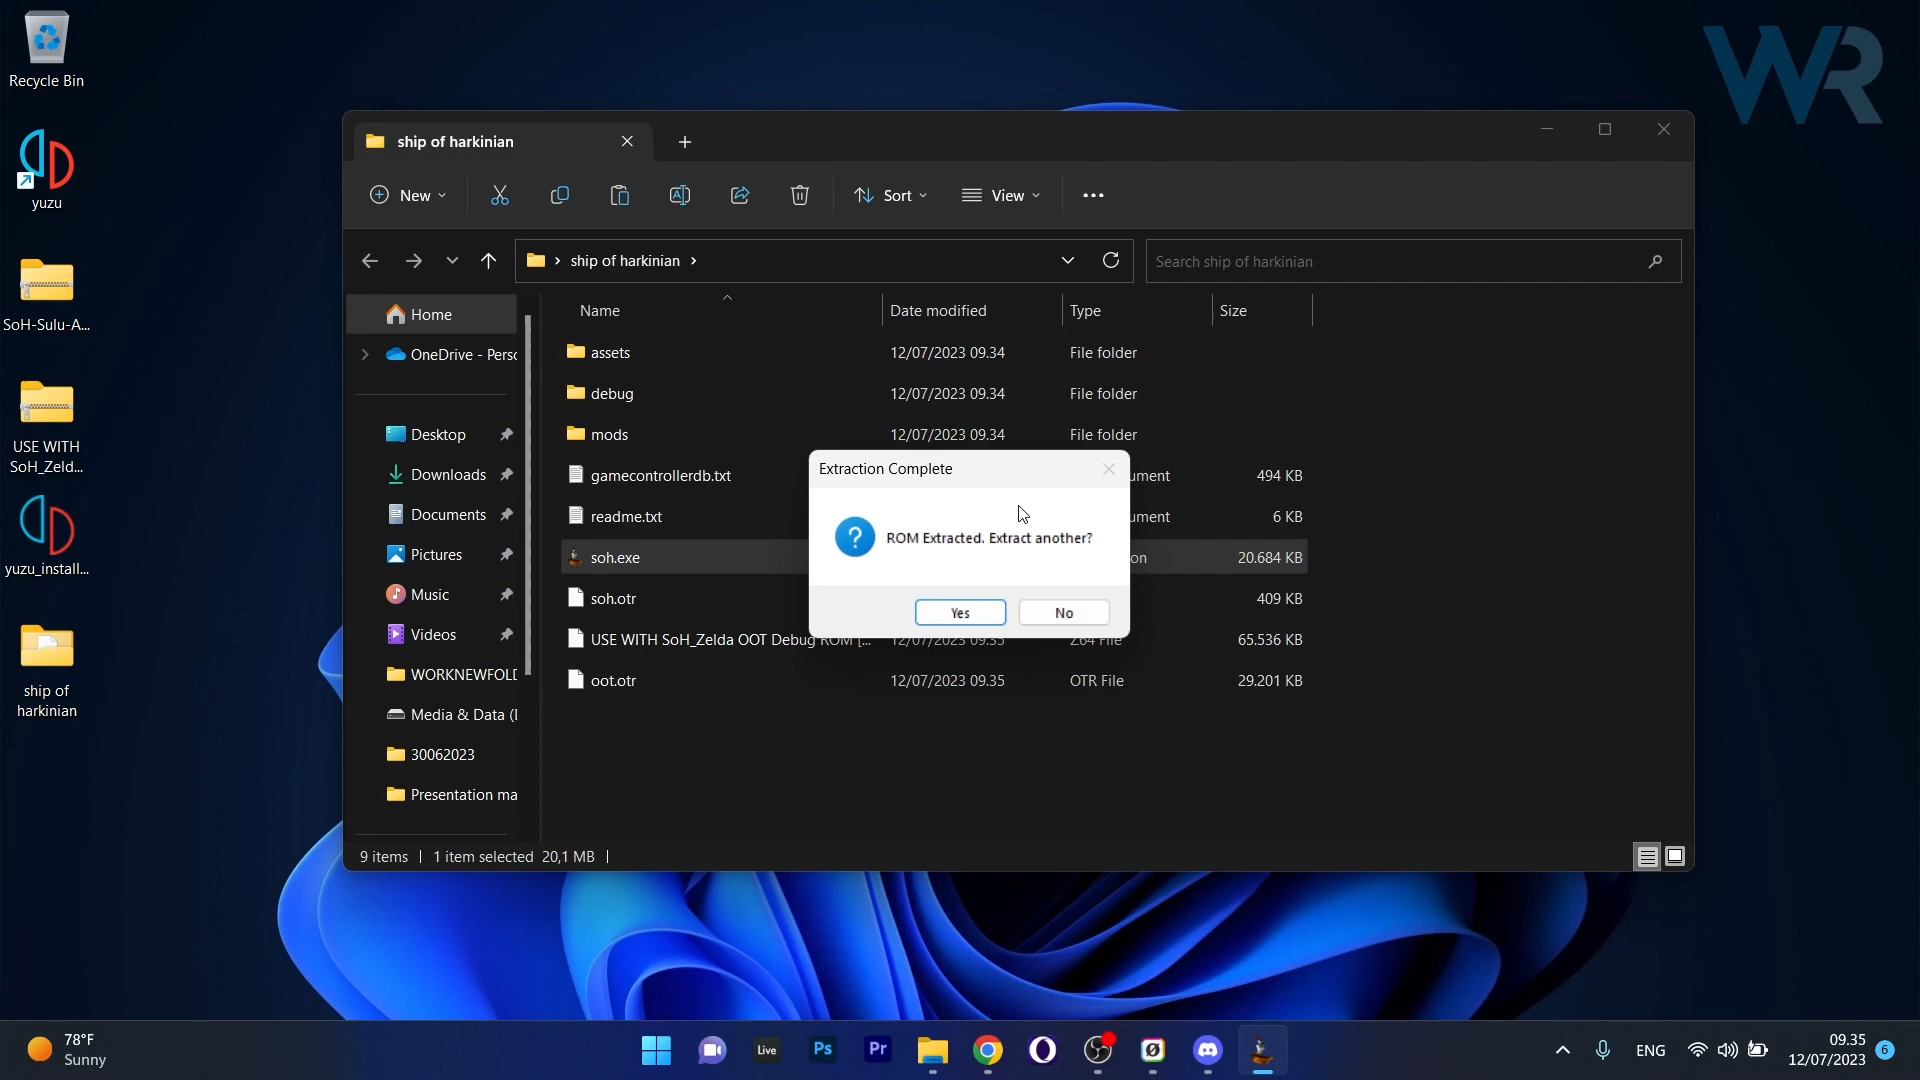 Recycle Bin
yuzu
SoH-Sulu-A...
USE WITH
SoH_Zeld...
yuzu_install...
ship of
harkinian
WR
ship of harkinian
New
Sort
View
ship of harkinian
Search ship of harkinian
Home
OneDrive - Perso
Desktop
Downloads
Documents
Pictures
Music
Videos
WORKNEWFOLD
Media & Data (I
30062023
Presentation ma
Name Date modified Type Size
assets 12/07/2023 09.34 File folder
debug 12/07/2023 09.34 File folder
mods 12/07/2023 09.34 File folder
gamecontrollerdb.txt ument 494 KB
readme.txt ument 6 KB
soh.exe on 20.684 KB
soh.otr 409 KB
USE WITH SoH_Zelda OOT Debug ROM [... 12/07/2023 09.35 Z64 File 65.536 KB
oot.otr 12/07/2023 09.35 OTR File 29.201 KB
Extraction Complete
ROM Extracted. Extract another?
Yes No
9 items 1 item selected 20,1 MB
78°F
Sunny
Live
Ps
Pr
ENG
09.35
12/07/2023
6